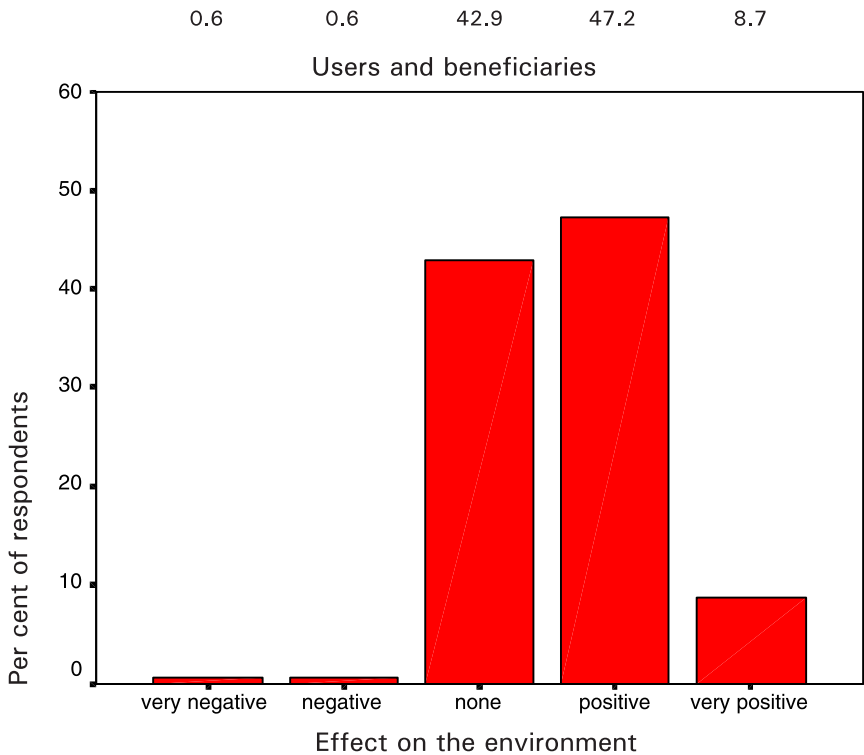 0.6 0.6 42.9 47.2 8.7
Users and beneficiaries
60
50
40
30
20
10
0
Per cent of respondents
very negative negative none positive very positive
Effect on the environment